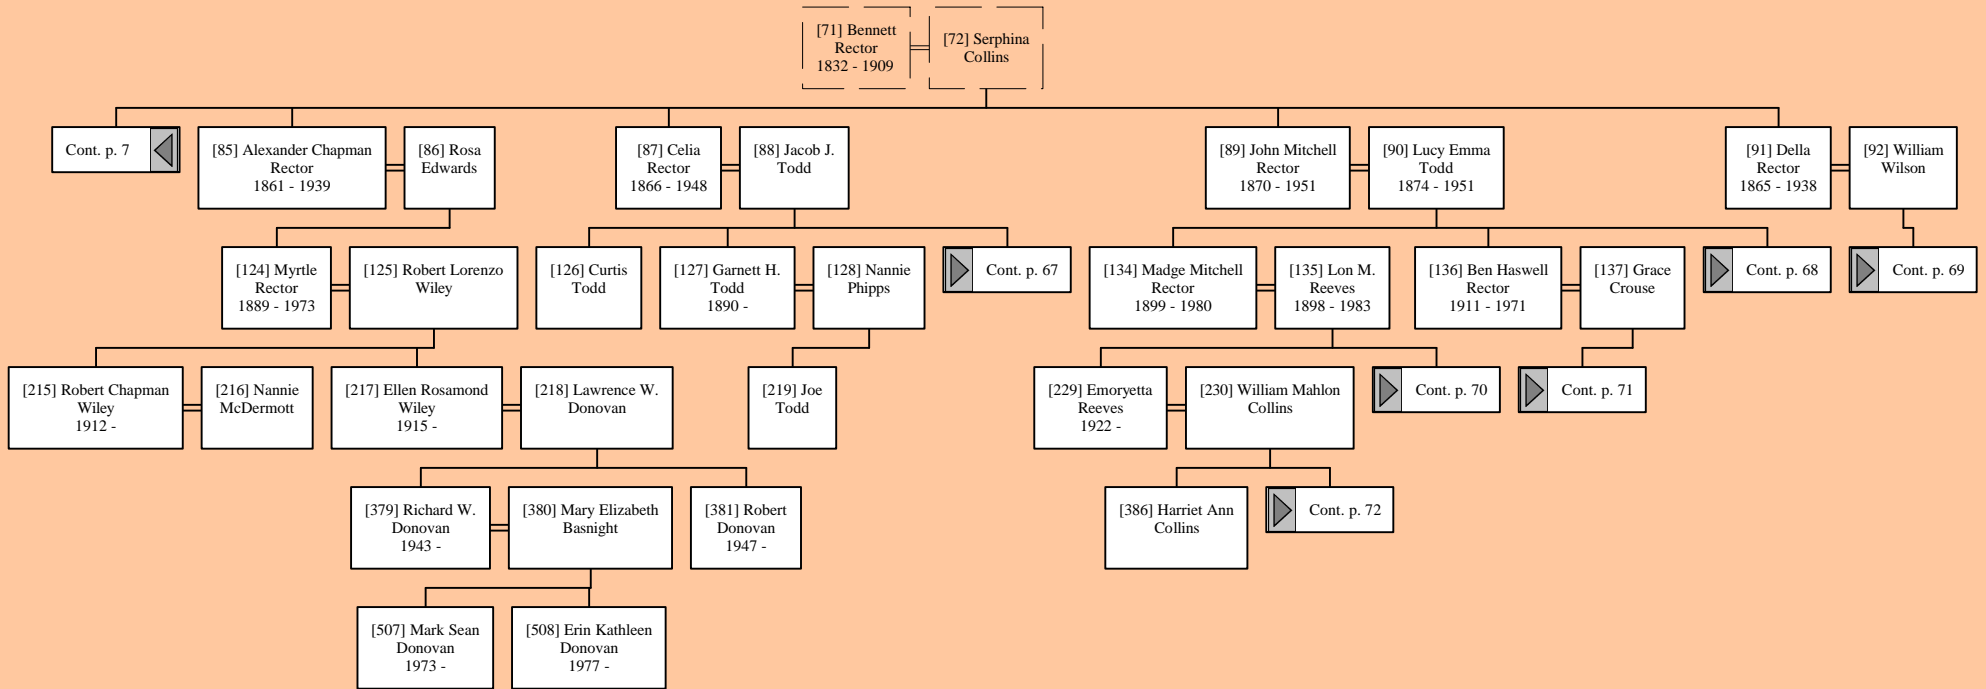 [71] Bennett
Rector
1832 - 1909
[72] Serphina
Collins
Cont. p. 7
[85] Alexander Chapman
Rector
1861 - 1939
[86] Rosa
Edwards
[87] Celia
Rector
1866 - 1948
[88] Jacob J.
Todd
[89] John Mitchell
Rector
1870 - 1951
[90] Lucy Emma
Todd
1874 - 1951
[91] Della
Rector
1865 - 1938
[92] William
Wilson
[124] Myrtle
Rector
1889 - 1973
[125] Robert Lorenzo
Wiley
[126] Curtis
Todd
[127] Garnett H.
Todd
1890 -
[128] Nannie
Phipps
Cont. p. 67
[134] Madge Mitchell
Rector
1899 - 1980
[135] Lon M.
Reeves
1898 - 1983
[136] Ben Haswell
Rector
1911 - 1971
[137] Grace
Crouse
Cont. p. 68
Cont. p. 69
[215] Robert Chapman
Wiley
1912 -
[216] Nannie
McDermott
[217] Ellen Rosamond
Wiley
1915 -
[218] Lawrence W.
Donovan
[219] Joe
Todd
[229] Emoryetta
Reeves
1922 -
[230] William Mahlon
Collins
Cont. p. 70
Cont. p. 71
[379] Richard W.
Donovan
1943 -
[380] Mary Elizabeth
Basnight
[381] Robert
Donovan
1947 -
[386] Harriet Ann
Collins
Cont. p. 72
[507] Mark Sean
Donovan
1973 -
[508] Erin Kathleen
Donovan
1977 -